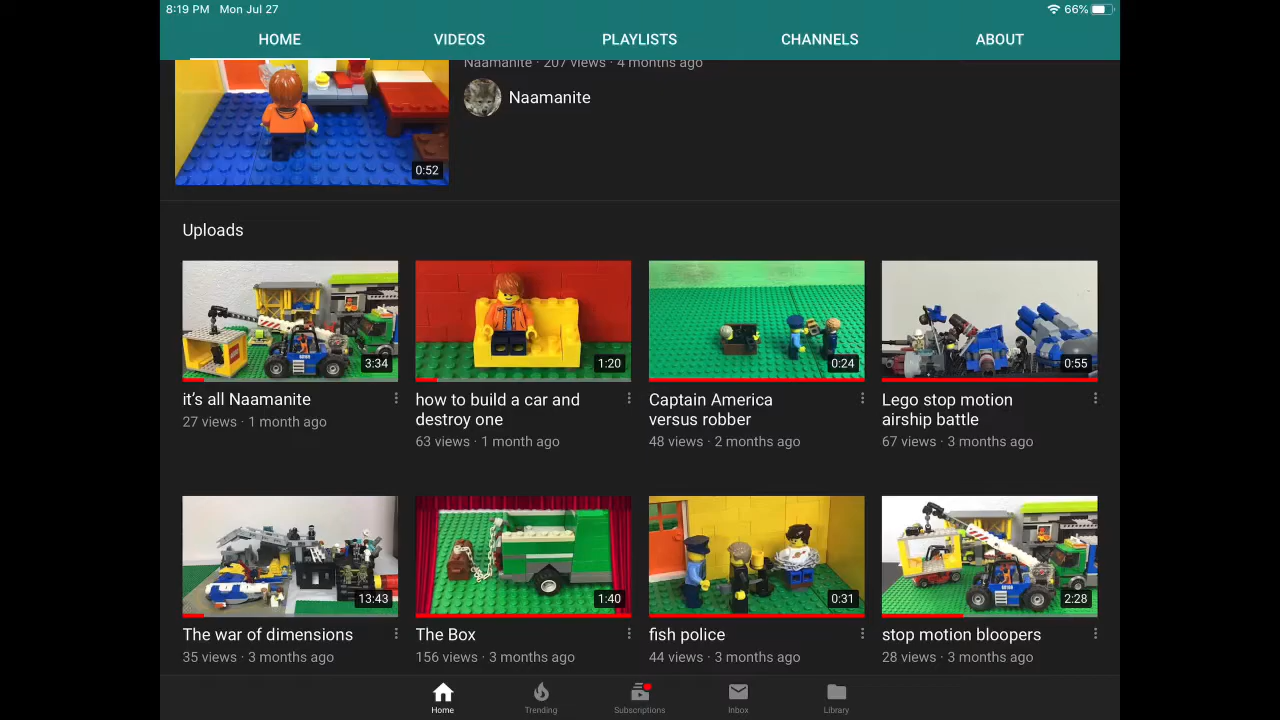 8:19 PM Mon Jul 27
66%
HOME VIDEOS PLAYLISTS CHANNELS ABOUT
Naamanite · 207 views · 4 months ago
Naamanite
0:52
Uploads
3:34
1:20
0:24
0:55
it's all Naamanite
27 views · 1 month ago
how to build a car and
destroy one
63 views · 1 month ago
Captain America
versus robber
48 views · 2 months ago
Lego stop motion
airship battle
67 views · 3 months ago
13:43
1:40
0:31
2:28
The war of dimensions
35 views · 3 months ago
The Box
156 views · 3 months ago
fish police
44 views · 3 months ago
stop motion bloopers
28 views · 3 months ago
Home Trending Subscriptions Inbox Library